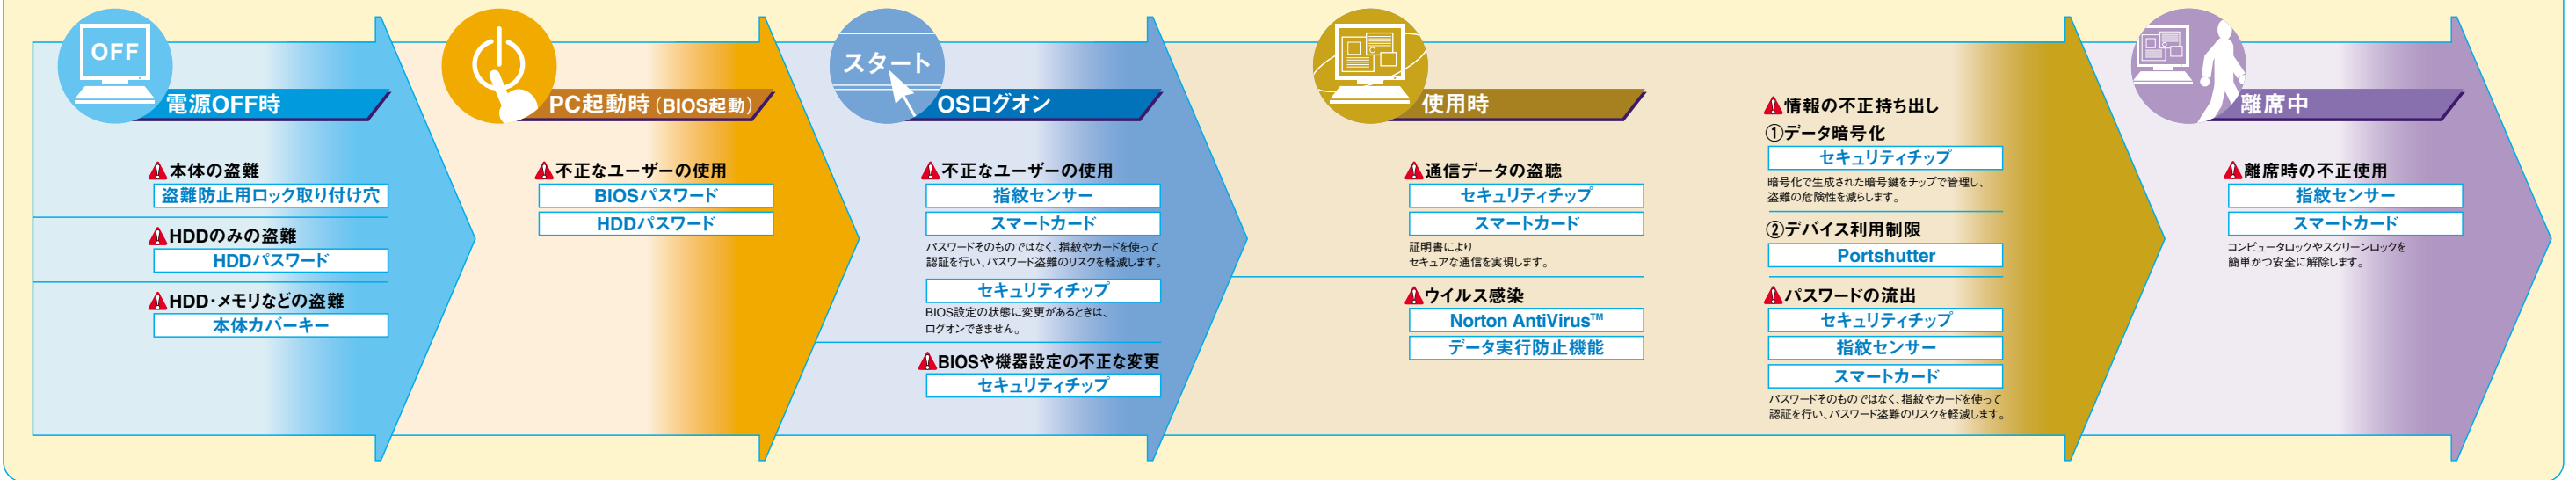 OFF
電源OFF時
本体の盗難
盗難防止用ロック取り付け穴
HDDのみの盗難
HDDパスワード
HDD・メモリなどの盗難
本体カバーキー
PC起動時（BIOS起動）
不正なユーザーの使用
BIOSパスワード
HDDパスワード
スタート
OSログオン
不正なユーザーの使用
指紋センサー
スマートカード
パスワードそのものではなく、指紋やカードを使って
認証を行い、パスワード盗難のリスクを軽減します。
セキュリティチップ
BIOS設定の状態に変更があるときは、
ログオンできません。
BIOSや機器設定の不正な変更
セキュリティチップ
使用時
通信データの盗聴
セキュリティチップ
スマートカード
証明書により
セキュアな通信を実現します。
ウイルス感染
Norton AntiVirus™
データ実行防止機能
情報の不正持ち出し
①データ暗号化
セキュリティチップ
暗号化で生成された暗号鍵をチップで管理し、
盗難の危険性を減らします。
②デバイス利用制限
Portshutter
パスワードの流出
セキュリティチップ
指紋センサー
スマートカード
パスワードそのものではなく、指紋やカードを使って
認証を行い、パスワード盗難のリスクを軽減します。
離席中
離席時の不正使用
指紋センサー
スマートカード
コンピュータロックやスクリーンロックを
簡単かつ安全に解除します。